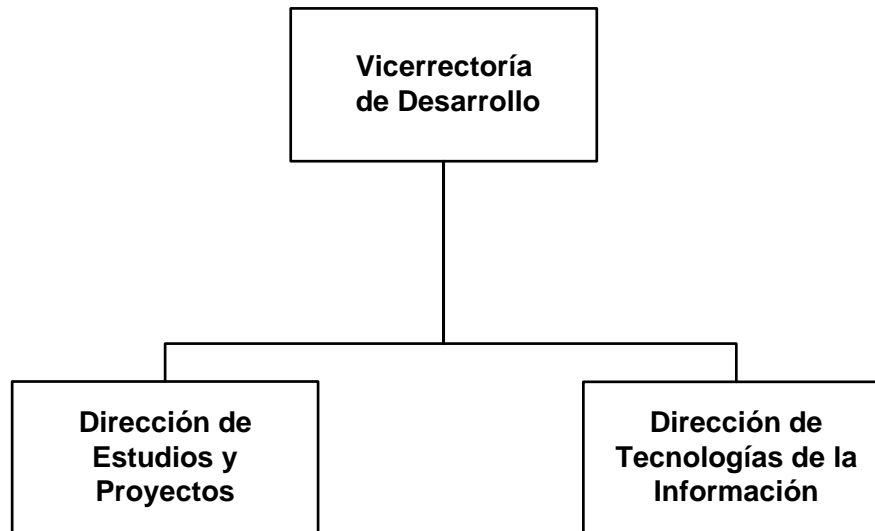 Vicerrectoría
de Desarrollo
Dirección de
Estudios y
Proyectos
Dirección de
Tecnologías de la
Información